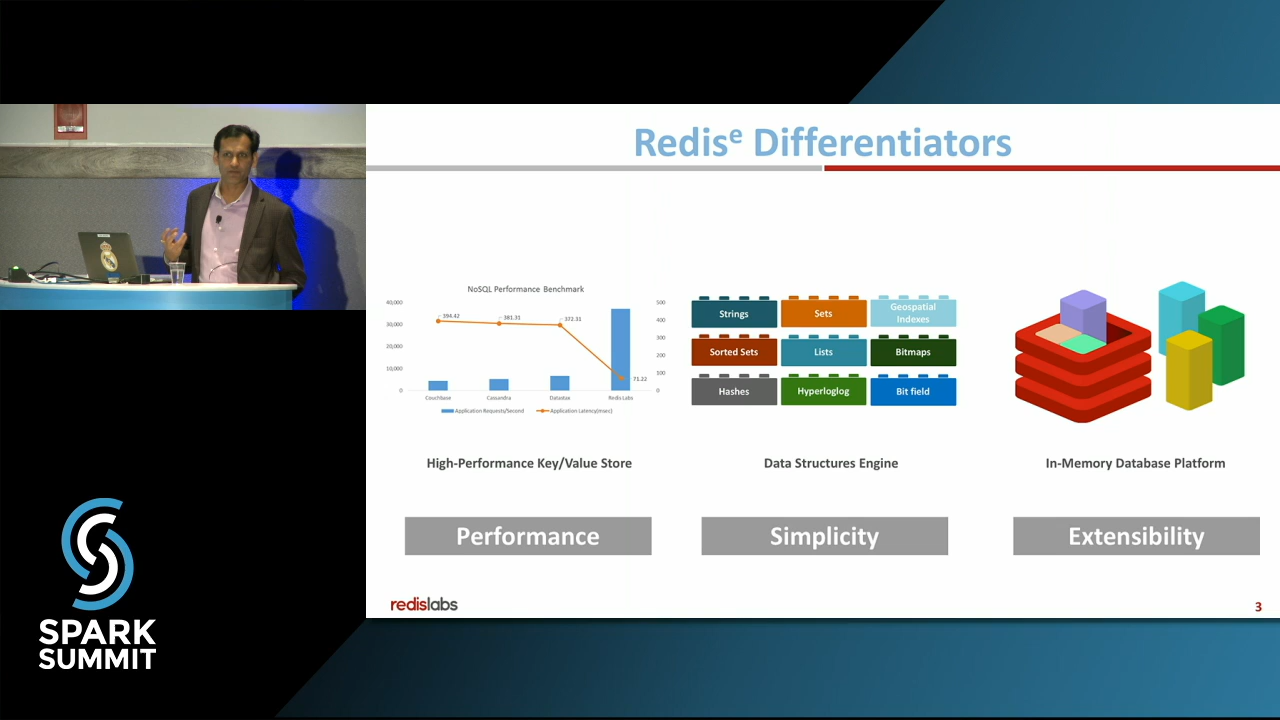 Redisᵉ Differentiators
NoSQL Performance Benchmark
40,000
30,000
20,000
10,000
0
500
400
300
200
100
0
394.42
381.31
372.31
71.22
Couchbase
Cassandra
Datastax
Redis Labs
Application Requests/Second
Application Latency(msec)
Strings
Sets
Geospatial
Indexes
Sorted Sets
Lists
Bitmaps
Hashes
Hyperloglog
Bit field
High-Performance Key/Value Store
Data Structures Engine
In-Memory Database Platform
Performance
Simplicity
Extensibility
redislabs
3
SPARK
SUMMIT